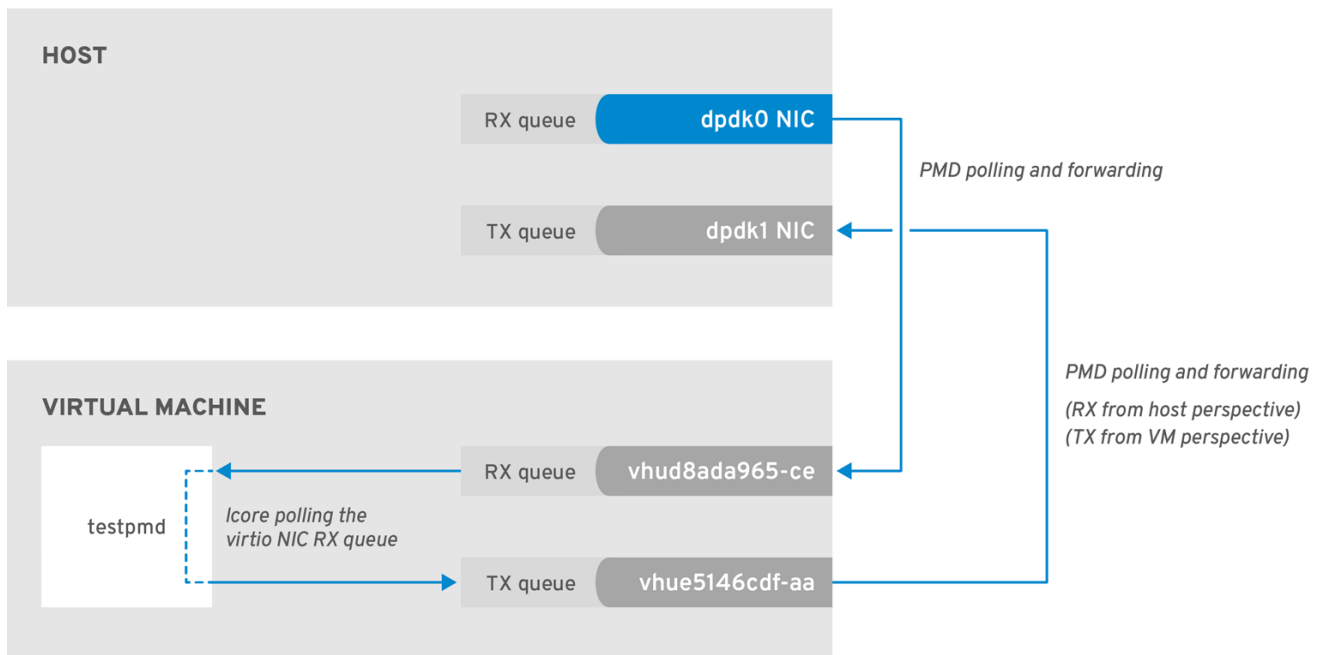 HOST
RX queue
dpdk0 NIC
PMD polling and forwarding
TX queue
dpdk1 NIC
PMD polling and forwarding
(RX from host perspective)
(TX from VM perspective)
VIRTUAL MACHINE
RX queue
vhud8ada965-ce
testpmd
lcore polling the
virtio NIC RX queue
TX queue
vhue5146cdf-aa